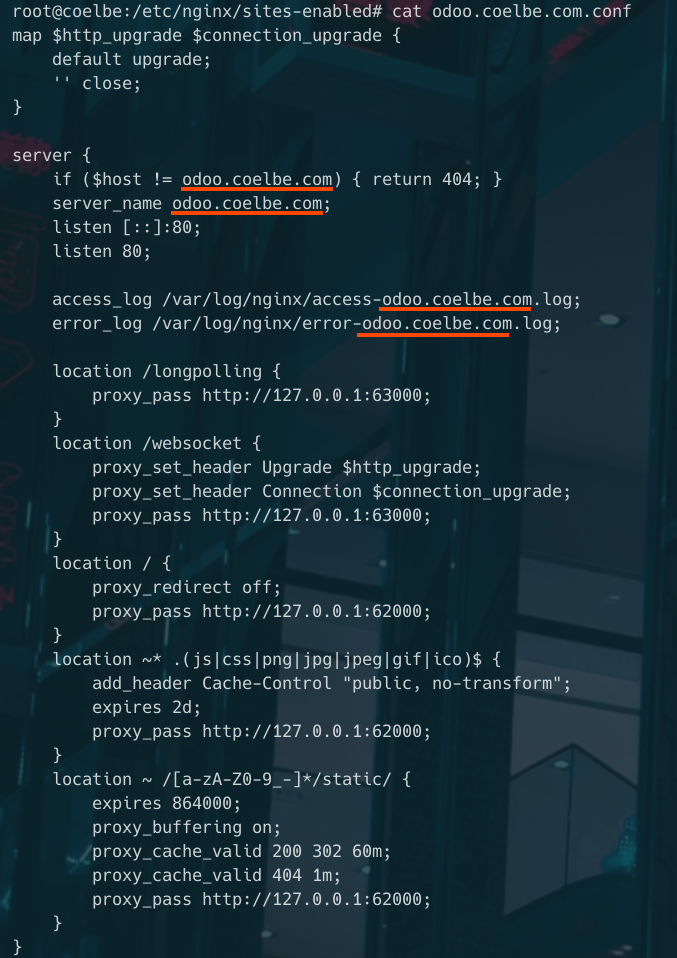 root@coelbe:/etc/nginx/sites-enabled# cat odoo.coelbe.com.conf
map $http_upgrade $connection_upgrade {
    default upgrade;
    '' close;
}

server {
    if ($host != odoo.coelbe.com) { return 404; }
    server_name odoo.coelbe.com;
    listen [::]:80;
    listen 80;

    access_log /var/log/nginx/access-odoo.coelbe.com.log;
    error_log /var/log/nginx/error-odoo.coelbe.com.log;

    location /longpolling {
        proxy_pass http://127.0.0.1:63000;
    }
    location /websocket {
        proxy_set_header Upgrade $http_upgrade;
        proxy_set_header Connection $connection_upgrade;
        proxy_pass http://127.0.0.1:63000;
    }
    location / {
        proxy_redirect off;
        proxy_pass http://127.0.0.1:62000;
    }
    location ~* .(js|css|png|jpg|jpeg|gif|ico)$ {
        add_header Cache-Control "public, no-transform";
        expires 2d;
        proxy_pass http://127.0.0.1:62000;
    }
    location ~ /[a-zA-Z0-9_-]*/static/ {
        expires 864000;
        proxy_buffering on;
        proxy_cache_valid 200 302 60m;
        proxy_cache_valid 404 1m;
        proxy_pass http://127.0.0.1:62000;
    }
}